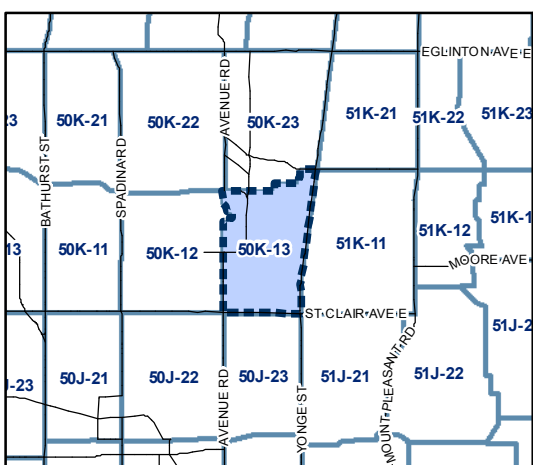 EGLINTON AVE E
AVENUE RD
50K-21
50K-22
50K-23
51K-21
51K-22
51K-23
23
BATHURST ST
SPADINA RD
50K-11
50K-12
50K-13
51K-11
51K-12
51K-1
13
MOORE AVE
ST CLAIR AVE E
51J-2
J-23
50J-21
50J-22
50J-23
51J-21
51J-22
AVENUE RD
YONGE ST
MOUNT PLEASANT RD